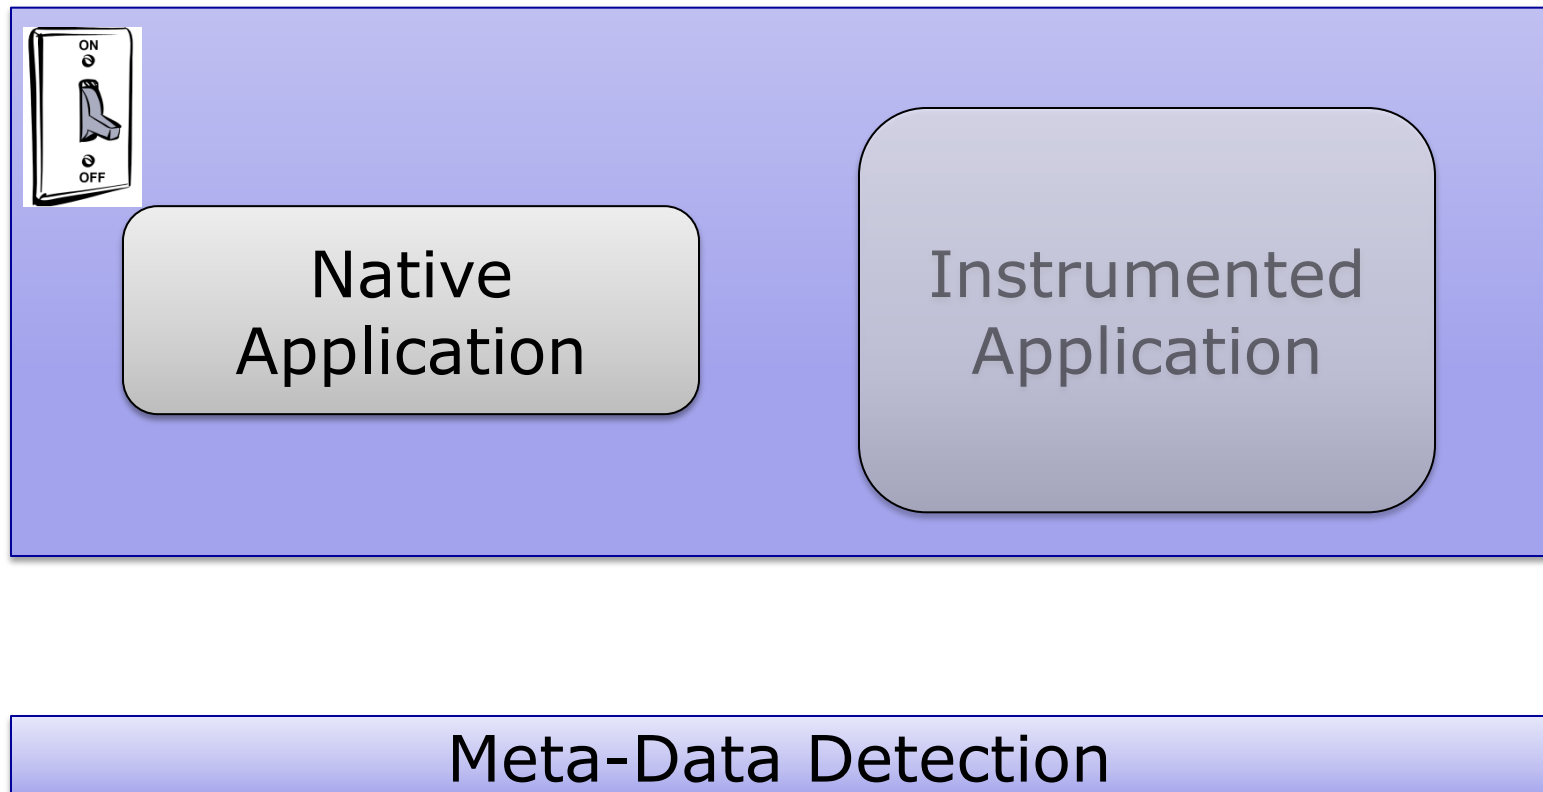 ON
OFF
Native
Application
Instrumented
Application
Meta-Data Detection